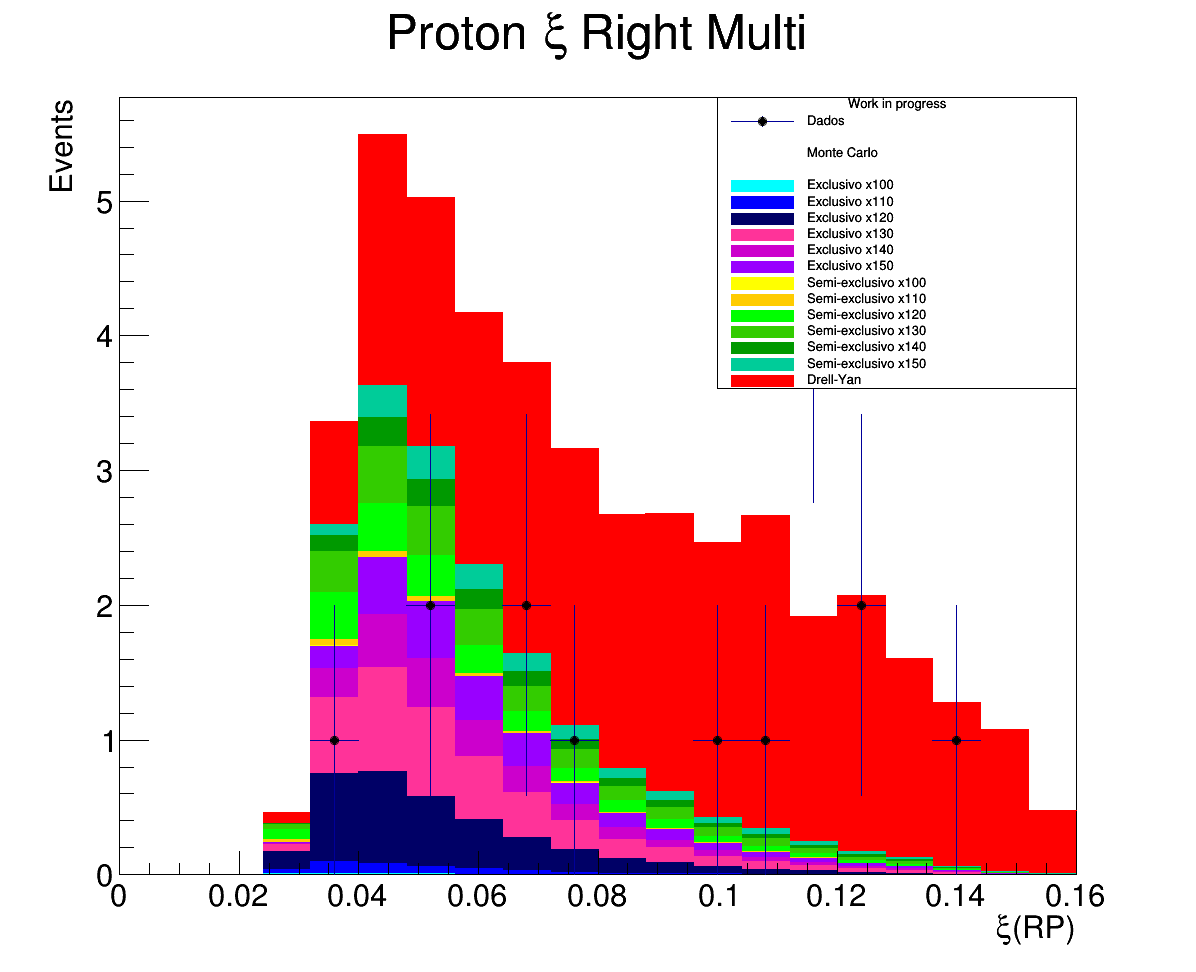 Proton ξ Right Multi
Events
Work in progress
Dados
Monte Carlo
Exclusivo x100
Exclusivo x110
Exclusivo x120
Exclusivo x130
Exclusivo x140
Exclusivo x150
Semi-exclusivo x100
Semi-exclusivo x110
Semi-exclusivo x120
Semi-exclusivo x130
Semi-exclusivo x140
Semi-exclusivo x150
Drell-Yan
5
4
3
2
1
0
0 0.02 0.04 0.06 0.08 0.1 0.12 0.14 0.16
ξ(RP)